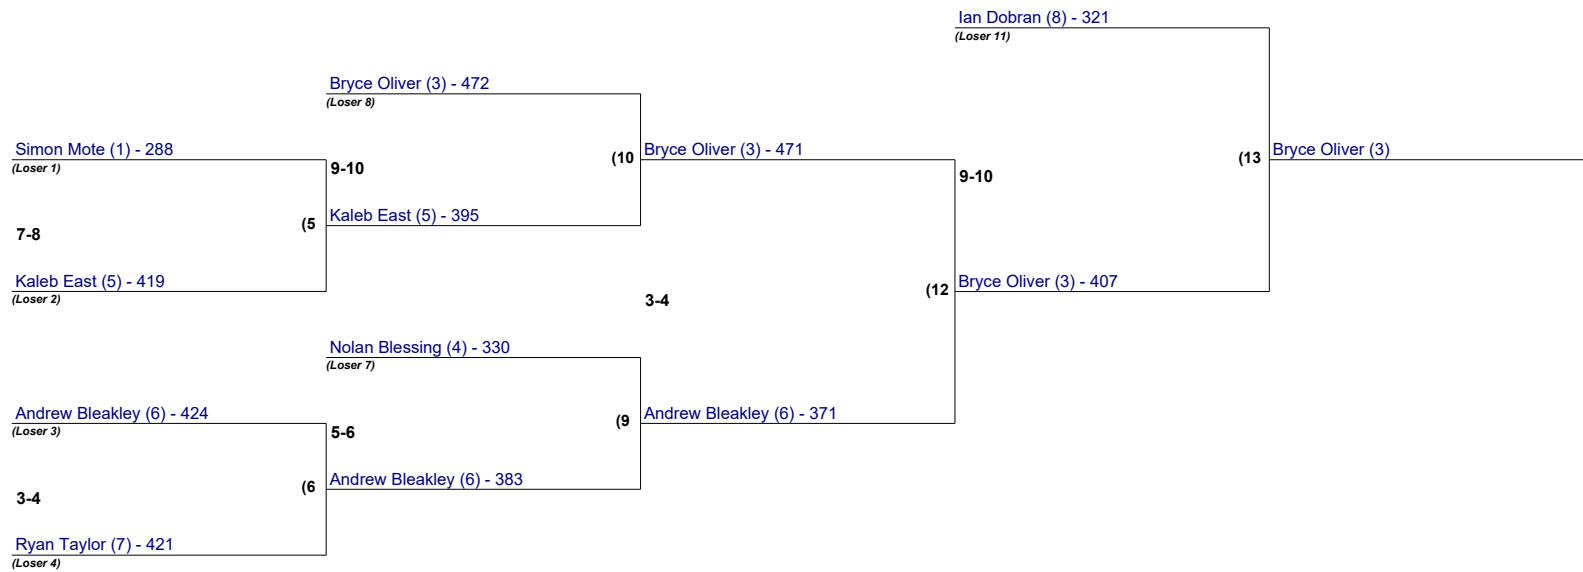 Ian Dobran (8) - 321
(Loser 11)
Bryce Oliver (3) - 472
(Loser 8)
Simon Mote (1) - 288
(Loser 1)
9-10
(10
Bryce Oliver (3) - 471
9-10
(13
Bryce Oliver (3)
7-8
(5
Kaleb East (5) - 395
Kaleb East (5) - 419
(Loser 2)
3-4
(12
Bryce Oliver (3) - 407
Nolan Blessing (4) - 330
(Loser 7)
Andrew Bleakley (6) - 424
(Loser 3)
5-6
(9
Andrew Bleakley (6) - 371
3-4
(6
Andrew Bleakley (6) - 383
Ryan Taylor (7) - 421
(Loser 4)